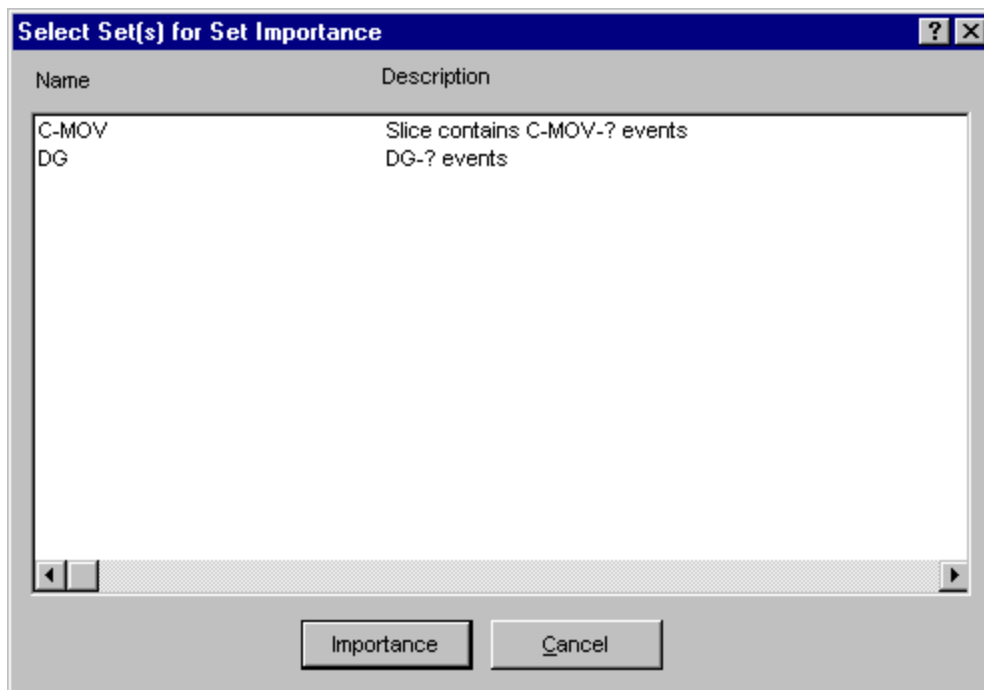 Select Set(s) for Set Importance
Name Description
C-MOV Slice contains C-MOV-? events
DG DG-? events
Importance Cancel